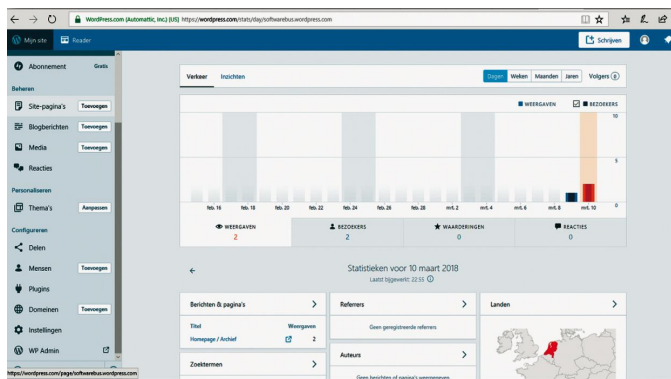 WordPress.com (Automattic, Inc.) [US] https://wordpress.com/stats/day/softwarebus.wordpress.com
Mijn site
Reader
Schrijven
Abonnement Gratis
Beheren
Site-pagina's Toevoegen
Blogberichten Toevoegen
Media Toevoegen
Reacties
Personaliseren
Thema's Aanpassen
Configureren
Delen
Mensen Toevoegen
Plugins
Domeinen Toevoegen
Instellingen
WP Admin
https://wordpress.com/page/softwarebus.wordpress.com
Verkeer Inzichten
Dagen Weken Maanden Jaren Volgers 0
WEERGAVEN BEZOEKERS
10
5
0
feb. 16 feb. 18 feb. 20 feb. 22 feb. 24 feb. 26 feb. 28 mrt. 2 mrt. 4 mrt. 6 mrt. 8 mrt. 10
WEERGAVEN BEZOEKERS WAARDERINGEN REACTIES
2 2 0 0
Statistieken voor 10 maart 2018
Laatst bijgewerkt: 22:55
Berichten & pagina's
Titel Weergaven
Homepage / Archief 2
Zoektermen
Referrers
Geen geregistreerde referrers
Auteurs
Geen berichten of pagina's weergegeven
Landen